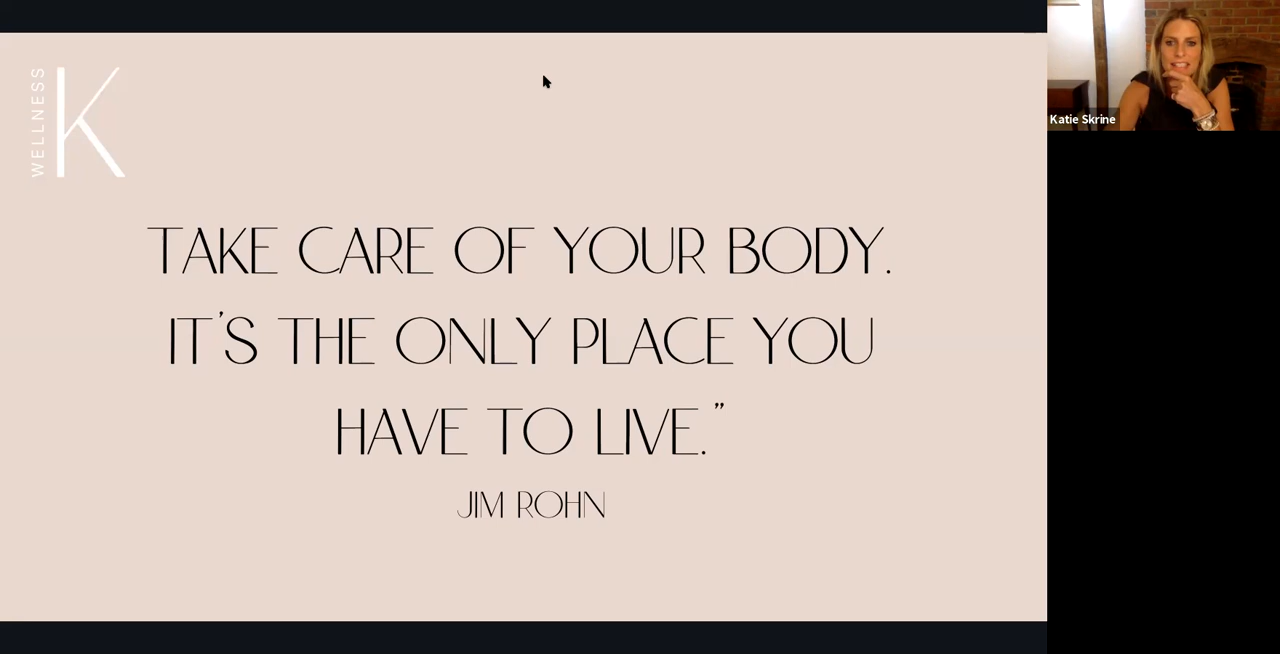 WELLNESS
K
TAKE CARE OF YOUR BODY.
IT'S THE ONLY PLACE YOU
HAVE TO LIVE.”
JIM ROHN
Katie Skrine